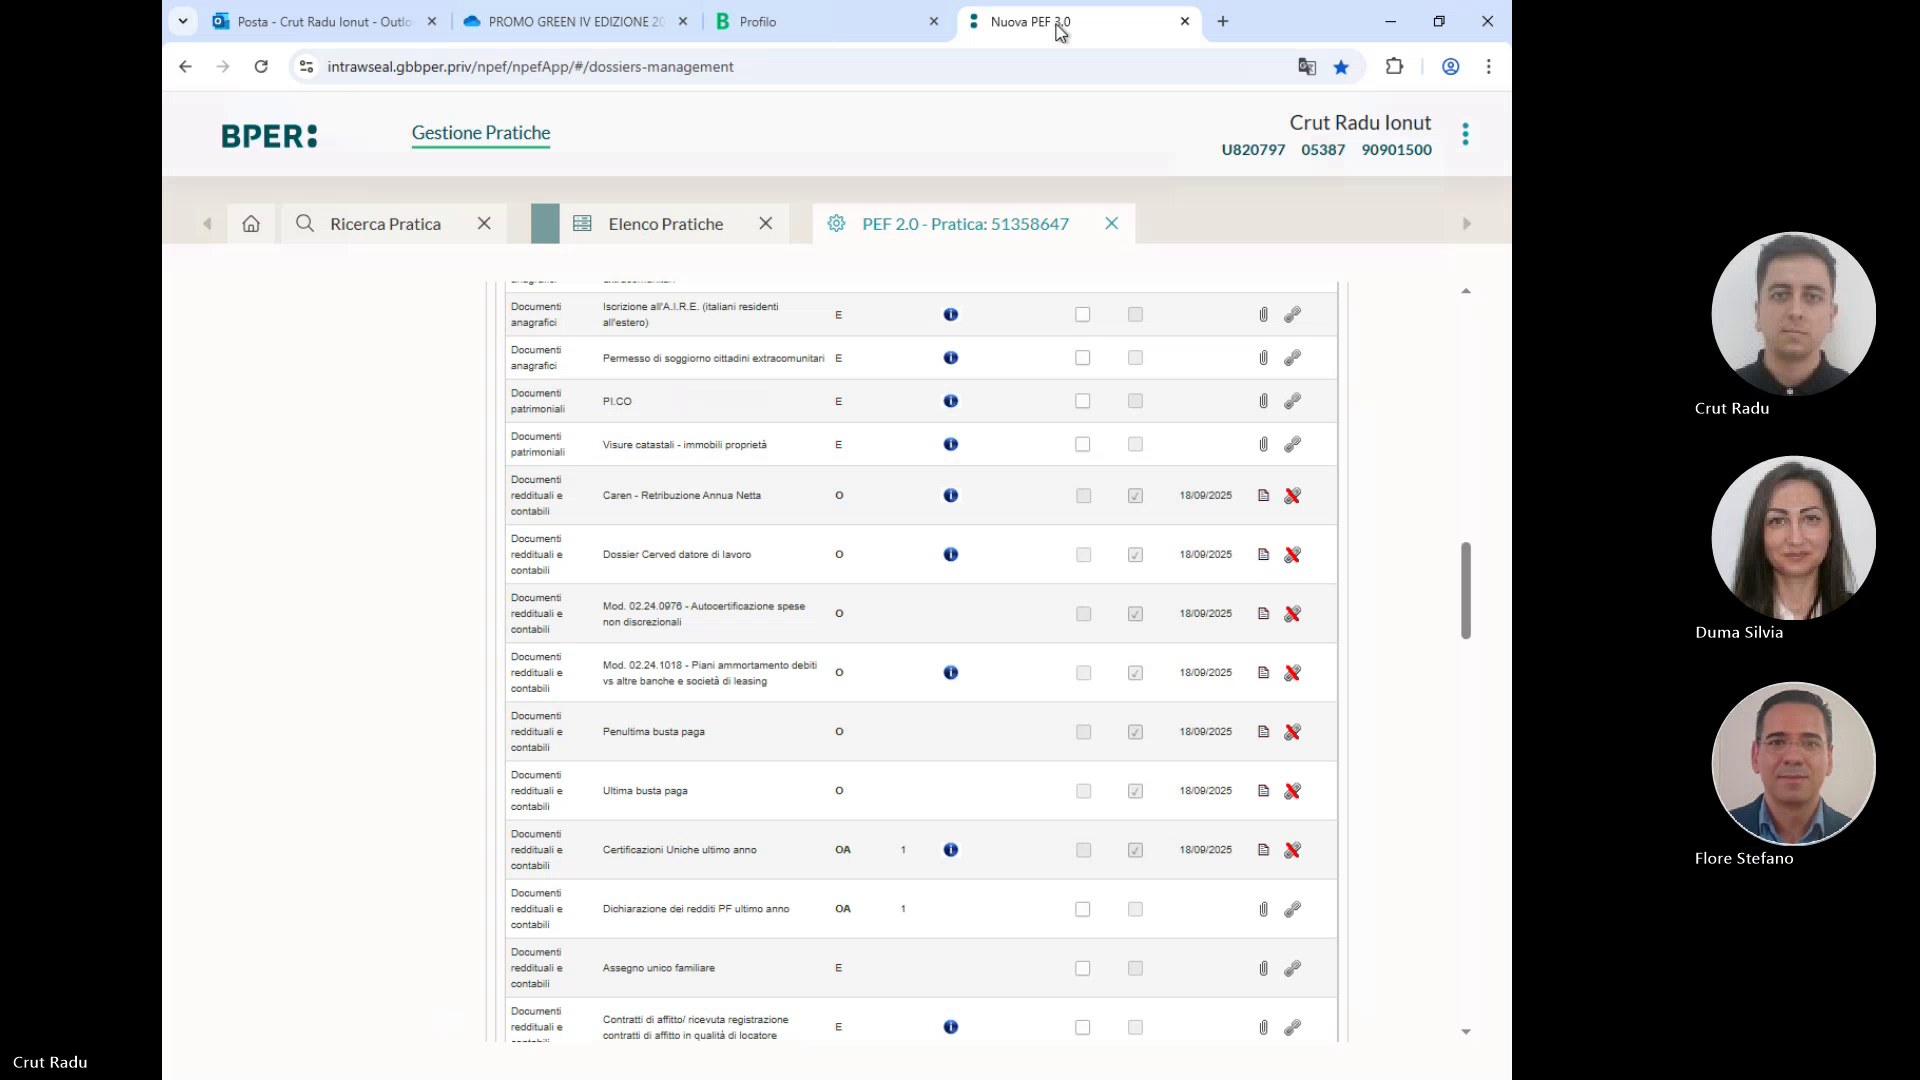 Posta - Crut Radu Ionut - Outlo
PROMO GREEN IV EDIZIONE 20
Profilo
Nuova PEF 3.0
intrawseal.gbbper.priv/npef/npefApp/#/dossiers-management
BPER:
Gestione Pratiche
Crut Radu Ionut
U820797 05387 90901500
Ricerca Pratica
Elenco Pratiche
PEF 2.0 - Pratica: 51358647
Documenti
anagrafici
Iscrizione all'A.I.R.E. (italiani residenti
all'estero)
E
Documenti
anagrafici
Permesso di soggiorno cittadini extracomunitari
E
Documenti
patrimoniali
PI.CO
E
Documenti
patrimoniali
Visure catastali - immobili proprietà
E
Documenti
reddituali e
contabili
Caren - Retribuzione Annua Netta
O
18/09/2025
Documenti
reddituali e
contabili
Dossier Cerved datore di lavoro
O
18/09/2025
Documenti
reddituali e
contabili
Mod. 02.24.0976 - Autocertificazione spese
non discrezionali
O
18/09/2025
Documenti
reddituali e
contabili
Mod. 02.24.1018 - Piani ammortamento debiti
vs altre banche e società di leasing
O
18/09/2025
Documenti
reddituali e
contabili
Penultima busta paga
O
18/09/2025
Documenti
reddituali e
contabili
Ultima busta paga
O
18/09/2025
Documenti
reddituali e
contabili
Certificazioni Uniche ultimo anno
OA
1
18/09/2025
Documenti
reddituali e
contabili
Dichiarazione dei redditi PF ultimo anno
OA
1
Documenti
reddituali e
contabili
Assegno unico familiare
E
Documenti
reddituali e
Contratti di affitto/ ricevuta registrazione
contratti di affitto in qualità di locatore
E
Crut Radu
Duma Silvia
Flore Stefano
Crut Radu